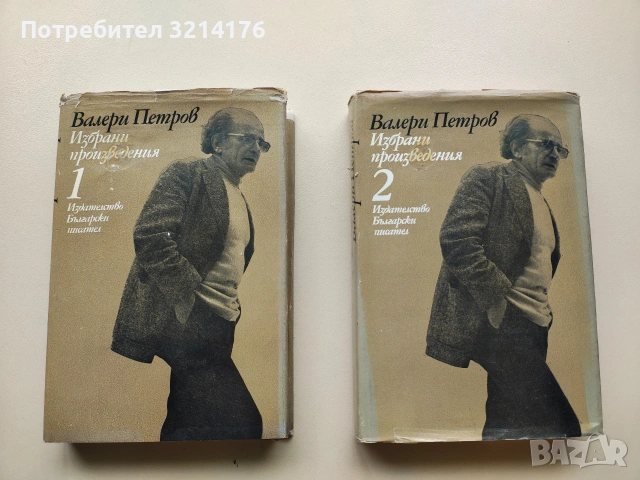 Потребител 3214176
Валери Петров
Избрани
произведения
1
Издателство
Български
писател
Валери Петров
Избрани
произведения
2
Издателство
Български
писател
BAZAR